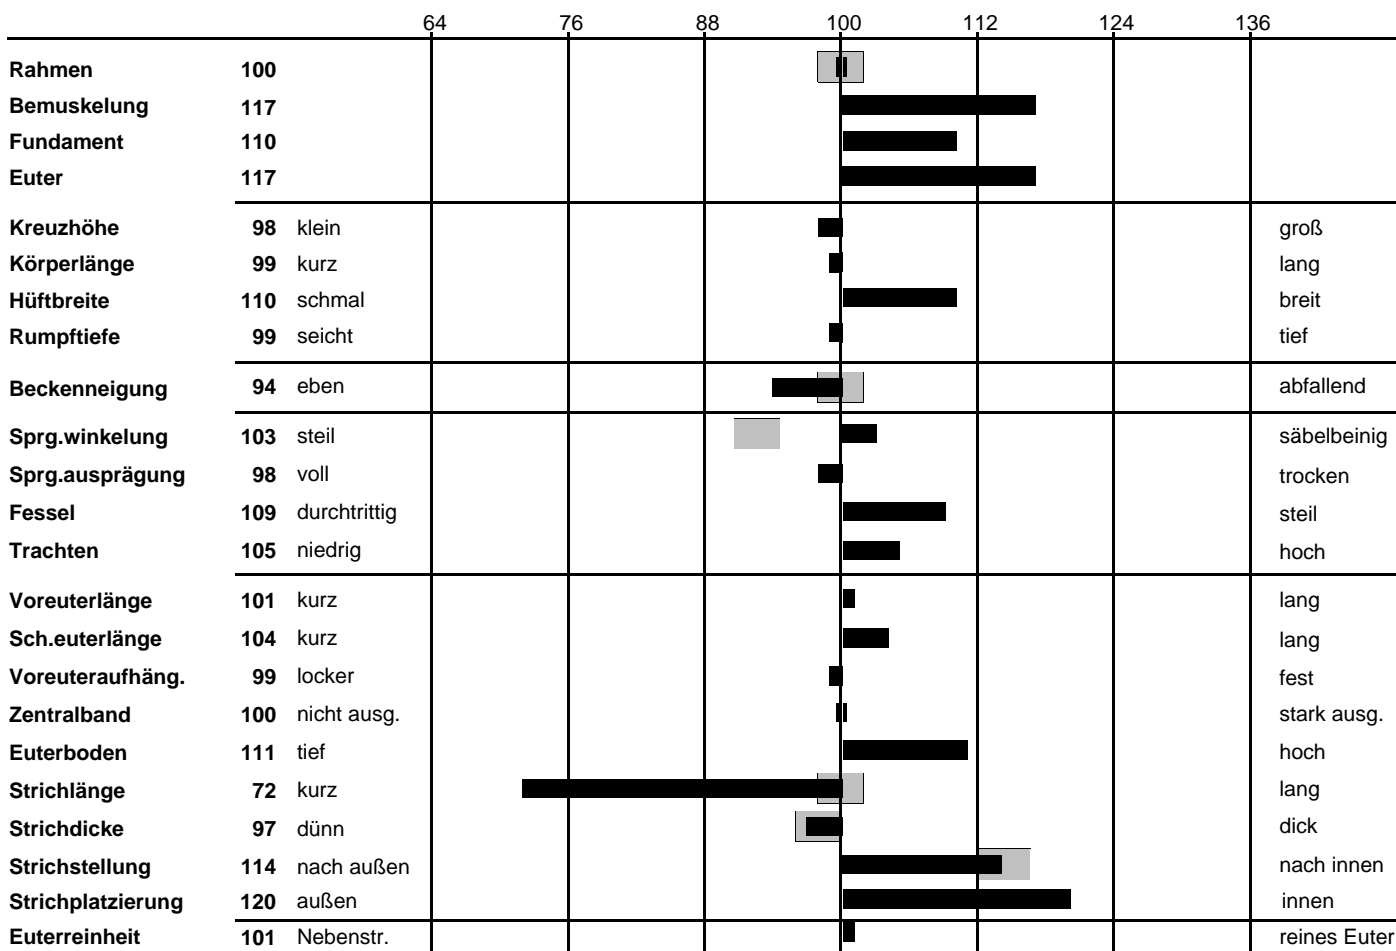 64 76 88 100 112 124 136
Rahmen 100
Bemuskelung 117
Fundament 110
Euter 117
Kreuzhöhe 98 klein groß
Körperlänge 99 kurz lang
Hüftbreite 110 schmal breit
Rumpftiefe 99 seicht tief
Beckenneigung 94 eben abfallend
Sprg.winkelung 103 steil säbelbeinig
Sprg.ausprägung 98 voll trocken
Fessel 109 durchtrittig steil
Trachten 105 niedrig hoch
Voreuterlänge 101 kurz lang
Sch.euterlänge 104 kurz lang
Voreuteraufhäng. 99 locker fest
Zentralband 100 nicht ausg. stark ausg.
Euterboden 111 tief hoch
Strichlänge 72 kurz lang
Strichdicke 97 dünn dick
Strichstellung 114 nach außen nach innen
Strichplatzierung 120 außen innen
Euterreinheit 101 Nebenstr. reines Euter